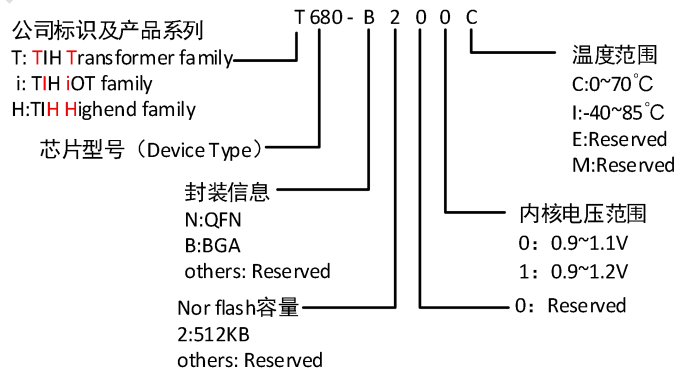 T680-B200C
公司标识及产品系列
T: TIH Transformer family
i: TIH iOT family
H:TIH Highend family
芯片型号（Device Type）
封装信息
N:QFN
B:BGA
others: Reserved
Nor flash容量
2:512KB
others: Reserved
温度范围
C:0~70℃
I:-40~85℃
E:Reserved
M:Reserved
内核电压范围
0：0.9~1.1V
1：0.9~1.2V
0：Reserved